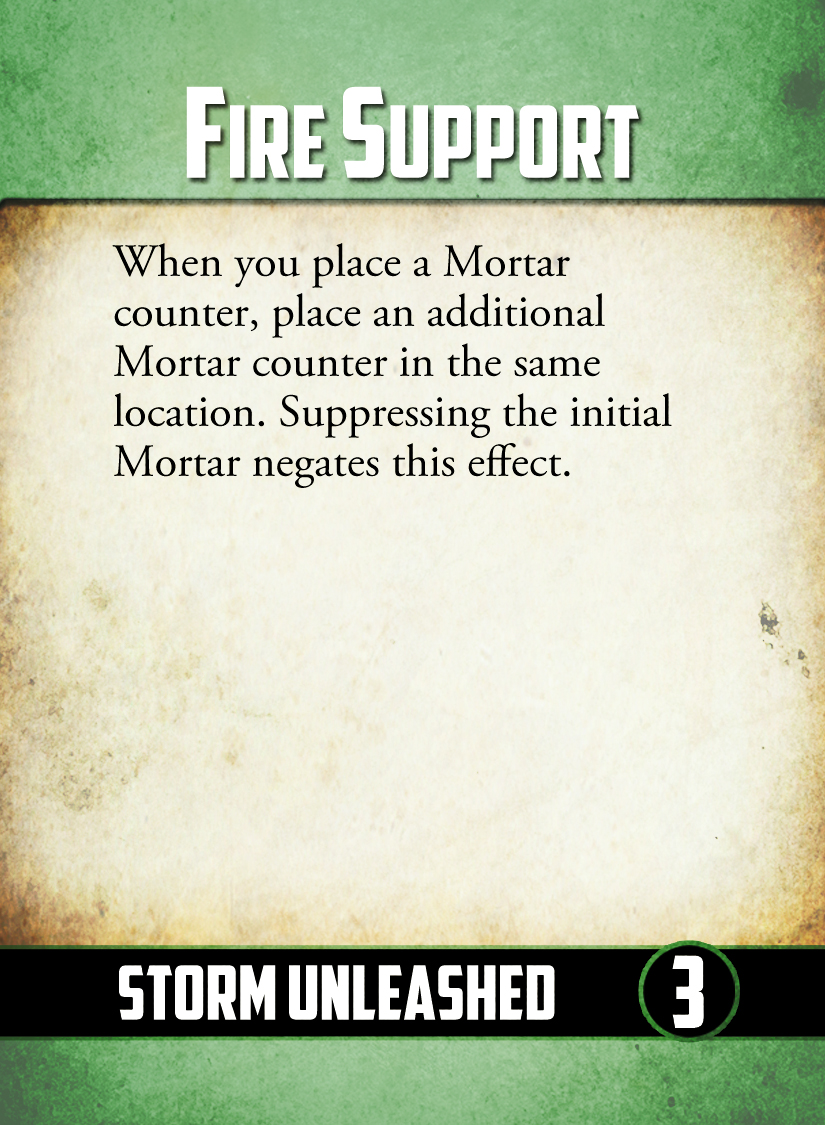 FIRE SUPPORT
When you place a Mortar
counter, place an additional
Mortar counter in the same
location. Suppressing the initial
Mortar negates this effect.
STORM UNLEASHED 3